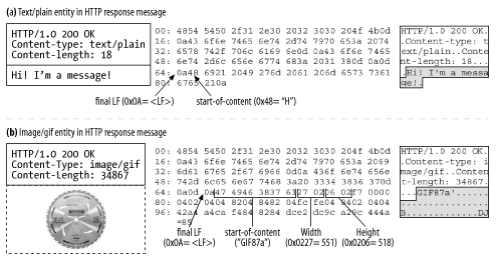 (a) Text/plain entity in HTTP response message
HTTP/1.0 200 OK
Content-type: text/plain
Content-length: 18
Hi! I'm a message!
00: 4854 5450 2f31 2e30 2032 3030 204f 4b0d
16: 0a43 6f6e 7465 6e74 2d74 7970 653a 2074
32: 6578 742f 706c 6169 6e0d 0a43 6f6e 7465
48: 6e74 2d6c 656e 6774 683a 2031 380d 0a0d
64: 0a48 6921 2049 276d 2061 206d 6573 7361
80: 6765 210a
HTTP/1.0 200 OK.
.Content-type: t
ext/plain..Conte
nt-length: 18...
.Hi! I'm a messa
ge!.
final LF (0x0A= <LF>)
start-of-content (0x48= "H")
(b) Image/gif entity in HTTP response message
HTTP/1.0 200 OK
Content-Type: image/gif
Content-Length: 34867
00: 4854 5450 2f31 2e30 2032 3030 204f 4b0d
16: 0a43 6f6e 7465 6e74 2d74 7970 653a 2069
32: 6d61 6765 2f67 6966 0d0a 436f 6e74 656e
48: 742d 6c65 6e67 7468 3a20 3334 3836 370d
64: 0a0d 0a47 4946 3837 6127 0206 02f7 0000
80: 0402 0404 8204 8482 04fc fe04 8402 0404
96: 42aa 4ca4 f484 8284 dce2 dc9c a29c 444a
=85
HTTP/1.0 200 OK.
.Content-type: i
mage/gif..Conten
t-length: 34867.
...GIF87a'......
final LF
(0x0A= <LF>)
start-of-content
("GIF87a")
Width
(0x0227= 551)
Height
(0x0206= 518)